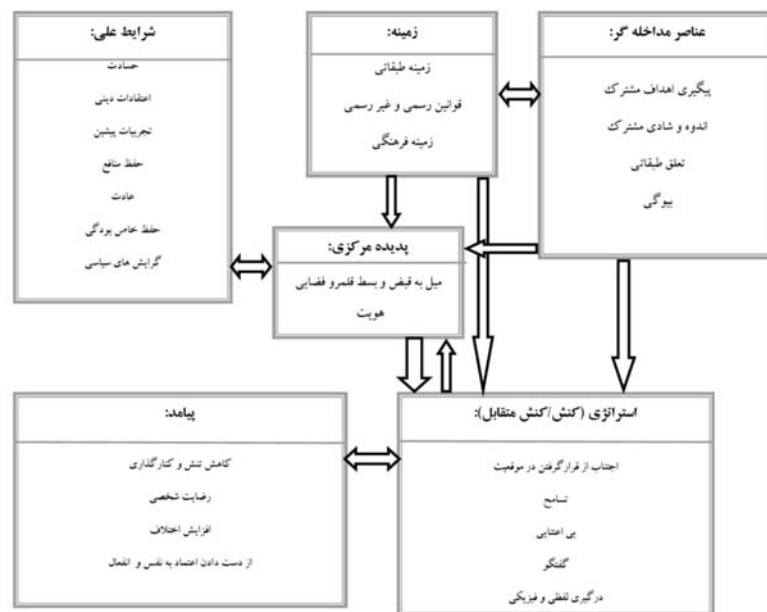 عناصر مداخله گر:
پیگیری اهداف مشترک
اندوه و شادی مشترک
تعلق طبقاتی
بیوگی
زمینه:
زمینه طبقاتی
قوانین رسمی و غیر رسمی
زمینه فرهنگی
شرایط علی:
حسادت
اعتقادات دینی
تجربیات پیشین
حفظ منافع
عادت
حفظ خاص بودگی
گرایش های سیاسی
پدیده مرکزی:
میل به قبض و بسط قلمرو فضایی
هویت
استراتژی (کنش/کنش متقابل):
اجتناب از قرارگرفتن در موقعیت
تسامح
بی اعتنایی
گفتگو
درگیری لفظی و فیزیکی
پیامد:
کاهش تنش و کنارگذاری
رضایت شخصی
افزایش اختلاف
از دست دادن اعتماد به نفس و انفعال